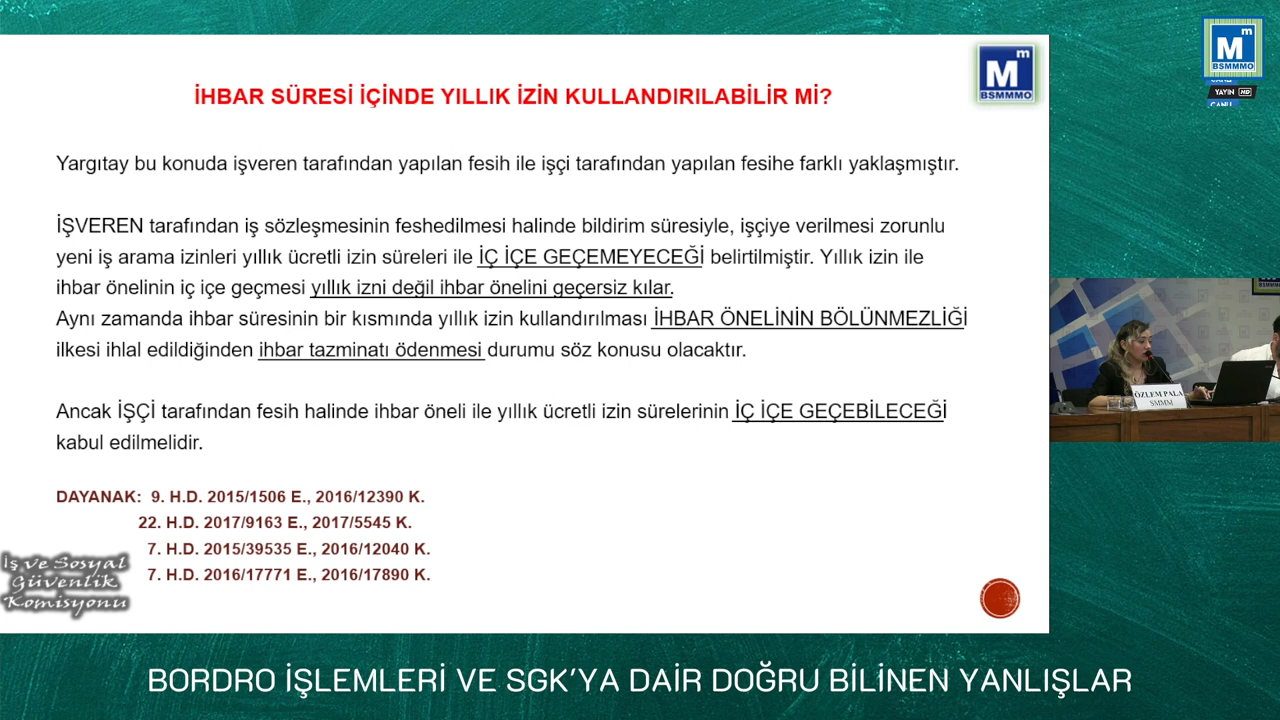 İHBAR SÜRESİ İÇİNDE YILLIK İZİN KULLANDIRILABİLİR Mİ?
M m
BSMMMO
M m
BSMMMO
CANLI
YAYIN HD
CANLI
Yargıtay bu konuda işveren tarafından yapılan fesih ile işçi tarafından yapılan fesihe farklı yaklaşmıştır.
İŞVEREN tarafından iş sözleşmesinin feshedilmesi halinde bildirim süresiyle, işçiye verilmesi zorunlu
yeni iş arama izinleri yıllık ücretli izin süreleri ile İÇ İÇE GEÇEMEYECEĞİ belirtilmiştir. Yıllık izin ile
ihbar önelinin iç içe geçmesi yıllık izni değil ihbar önelini geçersiz kılar.
Aynı zamanda ihbar süresinin bir kısmında yıllık izin kullandırılması İHBAR ÖNELİNİN BÖLÜNMEZLİĞİ
ilkesi ihlal edildiğinden ihbar tazminatı ödenmesi durumu söz konusu olacaktır.
Ancak İŞÇİ tarafından fesih halinde ihbar öneli ile yıllık ücretli izin sürelerinin İÇ İÇE GEÇEBİLECEĞİ
kabul edilmelidir.
DAYANAK: 9. H.D. 2015/1506 E., 2016/12390 K.
22. H.D. 2017/9163 E., 2017/5545 K.
7. H.D. 2015/39535 E., 2016/12040 K.
7. H.D. 2016/17771 E., 2016/17890 K.
İş ve Sosyal
Güvenlik
Komisyonu
ÖZLEM PALA
SMMM
BORDRO İŞLEMLERİ VE SGK'YA DAİR DOĞRU BİLİNEN YANLIŞLAR